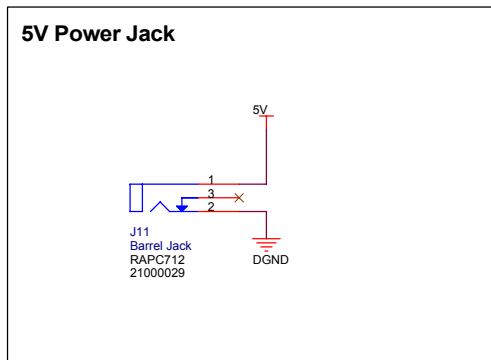 5V Power Jack
5V
1
3
2
J11
Barrel Jack
RAPC712
21000029
DGND